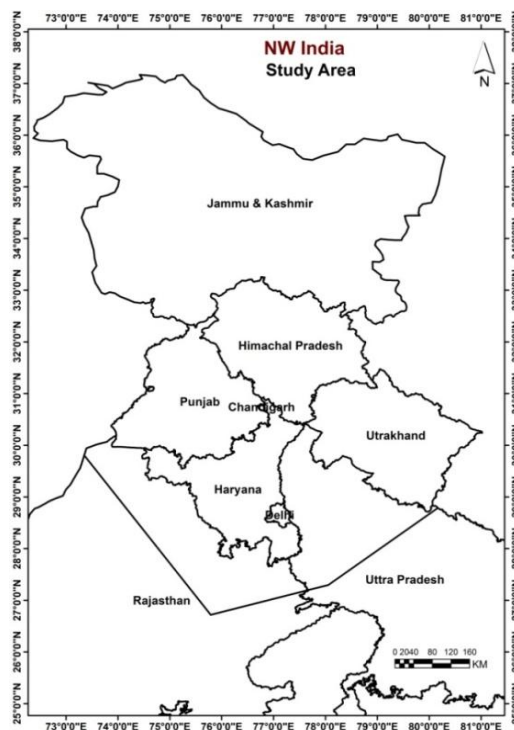 73°0'0"E 74°0'0"E 75°0'0"E 76°0'0"E 77°0'0"E 78°0'0"E 79°0'0"E 80°0'0"E 81°0'0"E
NW India
Study Area
N
38°0'0"N
37°0'0"N
36°0'0"N
35°0'0"N
34°0'0"N
33°0'0"N
32°0'0"N
31°0'0"N
30°0'0"N
29°0'0"N
28°0'0"N
27°0'0"N
26°0'0"N
25°0'0"N
Jammu & Kashmir
Himachal Pradesh
Punjab
Chandigarh
Utrakhand
Haryana
Delhi
Uttra Pradesh
Rajasthan
0 20 40 80 120 160
KM
73°0'0"E 74°0'0"E 75°0'0"E 76°0'0"E 77°0'0"E 78°0'0"E 79°0'0"E 80°0'0"E 81°0'0"E